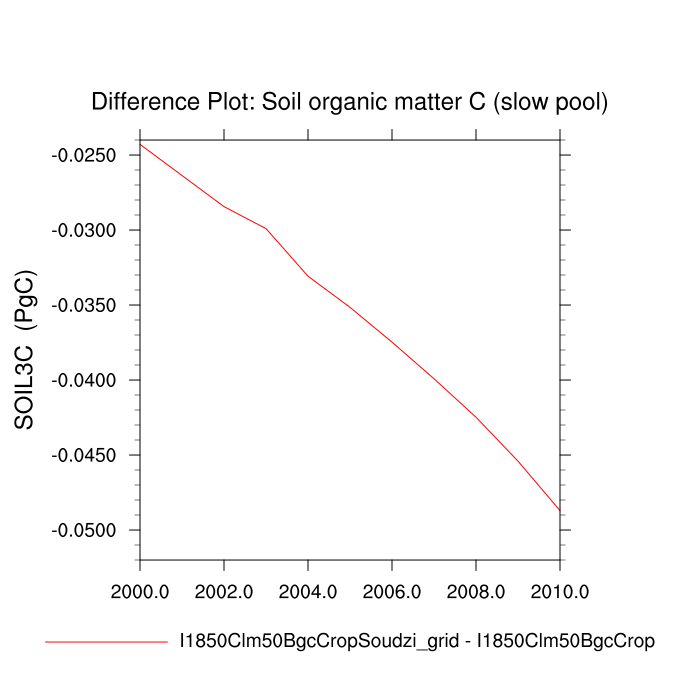 Difference Plot: Soil organic matter C (slow pool)
-0.0250
-0.0300
-0.0350
-0.0400
-0.0450
-0.0500
SOIL3C (PgC)
2000.0 2002.0 2004.0 2006.0 2008.0 2010.0
I1850Clm50BgcCropSoudzi_grid - I1850Clm50BgcCrop